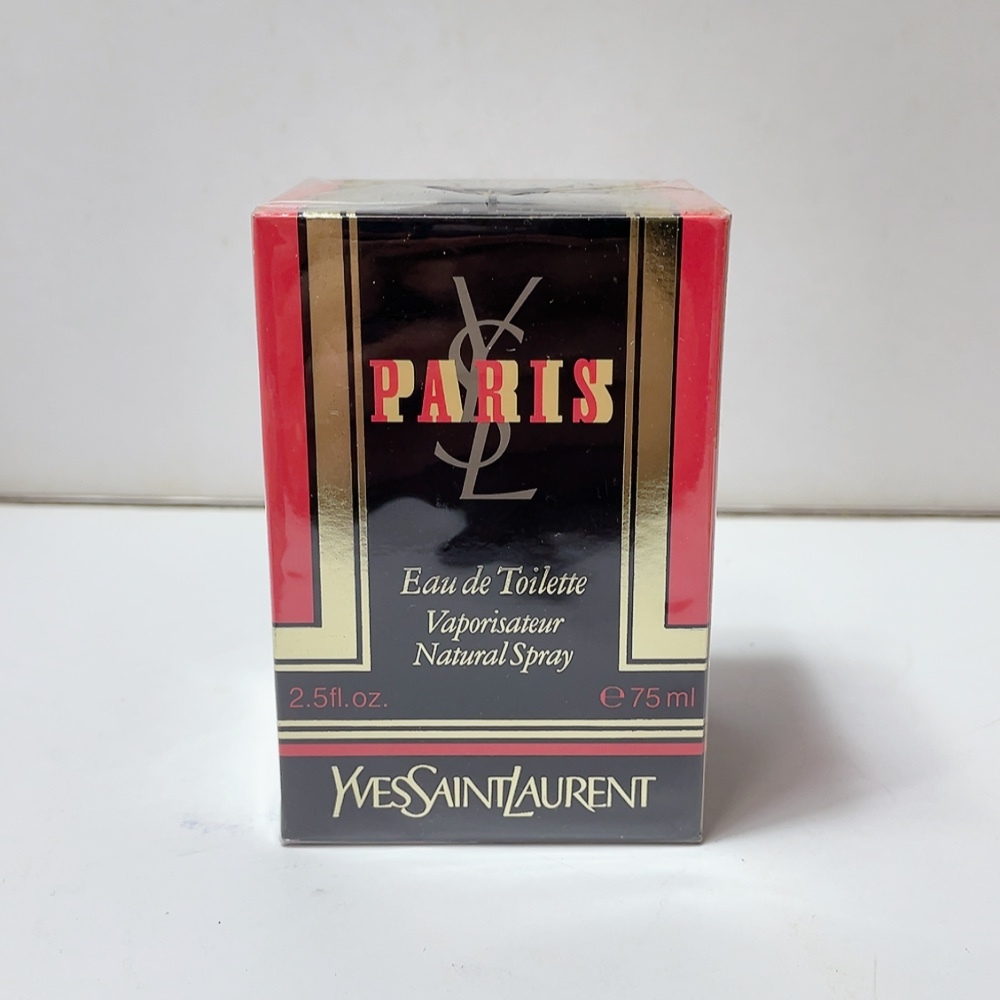 YSL
PARIS
Eau de Toilette
Vaporisateur
Natural Spray
2.5fl.oz. ℮ 75 ml
YVESSAINTLAURENT